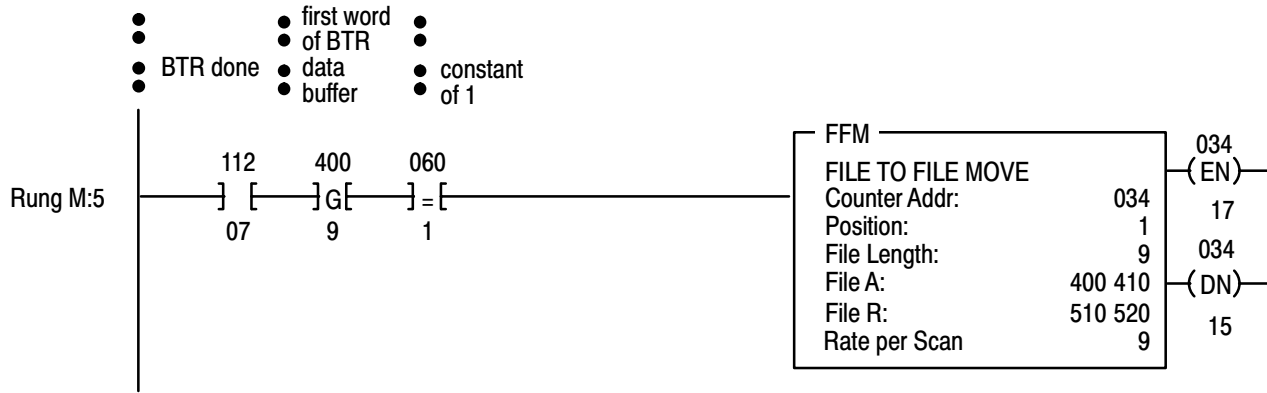 BTR done
first word
of BTR
data
buffer
constant
of 1
Rung M:5
112
07
400
G
9
060
=
1
FFM
FILE TO FILE MOVE
Counter Addr: 034
Position: 1
File Length: 9
File A: 400 410
File R: 510 520
Rate per Scan 9
034
EN
17
034
DN
15